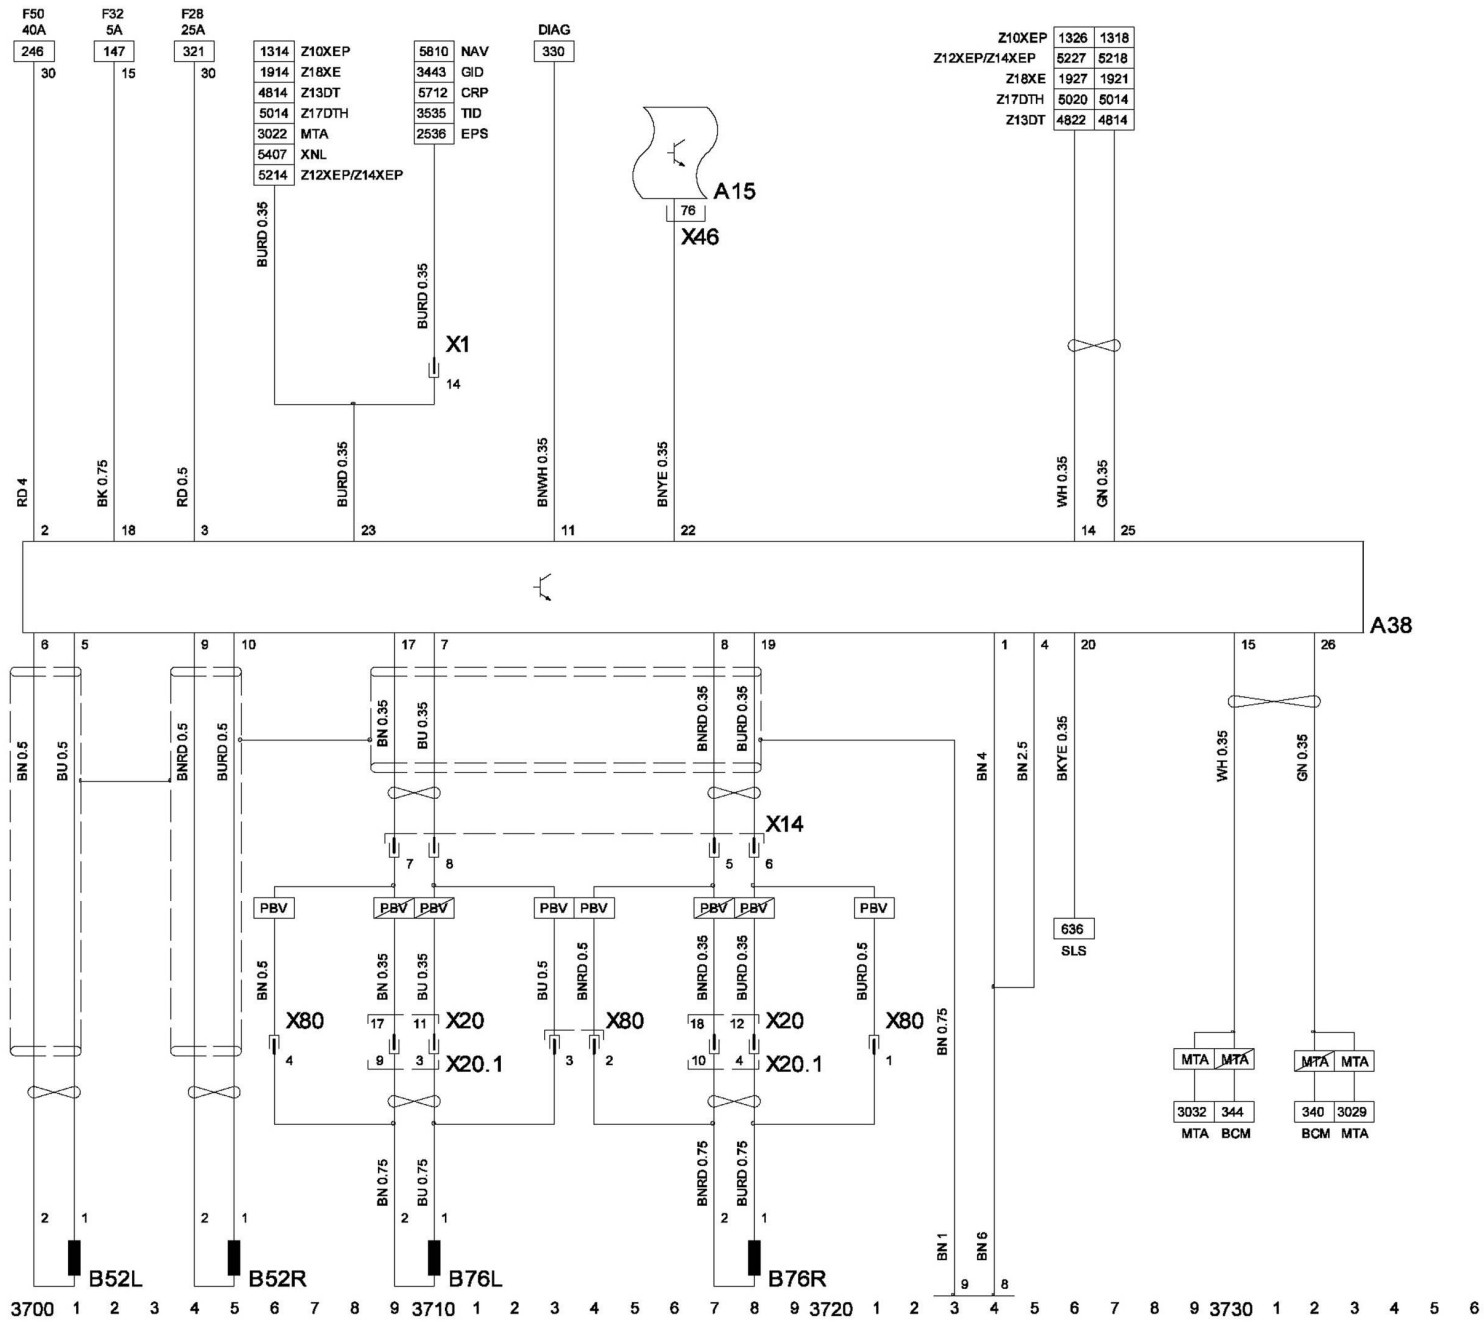 F50 F32 F28
40A 5A 25A DIAG
246 147 321 1314 Z10XEP 5810 NAV 330 Z10XEP 1326 1318
30 15 30 1914 Z18XE 3443 GID Z12XEP/Z14XEP 5227 5218
4814 Z13DT 5712 CRP Z18XE 1927 1921
5014 Z17DTH 3535 TID Z17DTH 5020 5014
3022 MTA 2536 EPS Z13DT 4822 4814
5407 XNL
5214 Z12XEP/Z14XEP
A15
76
X46
BURD 0.35 BURD 0.35
X1
14
RD 4 BK 0.75 RD 0.5 BURD 0.35 BNWH 0.35 BNYE 0.35 WH 0.35 GN 0.35
2 18 3 23 11 22 14 25
A38
6 5 9 10 17 7 8 19 1 4 20 15 26
BN 0.35 BU 0.35 BNRD 0.35 BURD 0.35
BN 0.5 BU 0.5 BNRD 0.5 BURD 0.5 BN 4 BN 2.5 BKYE 0.35 WH 0.35 GN 0.35
X14
7 8 5 6
PBV PBV PBV PBV PBV PBV PBV PBV
636
SLS
BN 0.5 BN 0.35 BU 0.35 BU 0.5 BNRD 0.5 BNRD 0.35 BURD 0.35 BURD 0.5
X80 17 11 X20 X80 18 12 X20 X80
BN 0.75
4 9 3 X20.1 3 2 10 4 X20.1 1
MTA MTA MTA MTA
3032 344 340 3029
MTA BCM BCM MTA
BN 0.75 BU 0.75 BNRD 0.75 BURD 0.75
2 1 2 1 2 1 2 1
BN 1 BN 6
B52L B52R B76L B76R 9 8
3700 1 2 3 4 5 6 7 8 9 3710 1 2 3 4 5 6 7 8 9 3720 1 2 3 4 5 6 7 8 9 3730 1 2 3 4 5 6